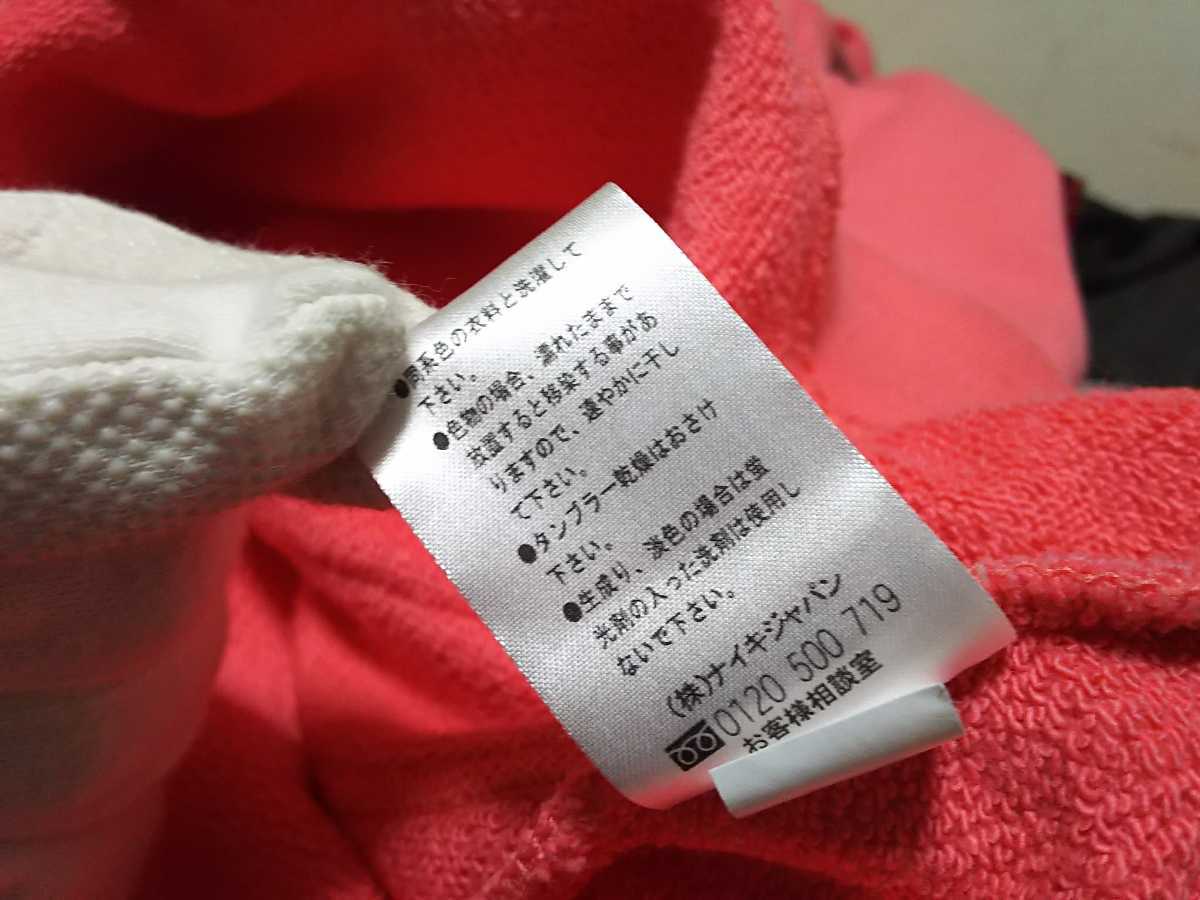 ●同系色の衣料と洗濯して
下さい。
●色物の場合、濡れたままで
放置すると移染する事があ
りますので、速やかに干し
て下さい。
●タンブラー乾燥はおさけ
下さい。
●生成り、淡色の場合は蛍
光剤の入った洗剤は使用し
ないで下さい。
(株)ナイキジャパン
0120 500 719
お客様相談室